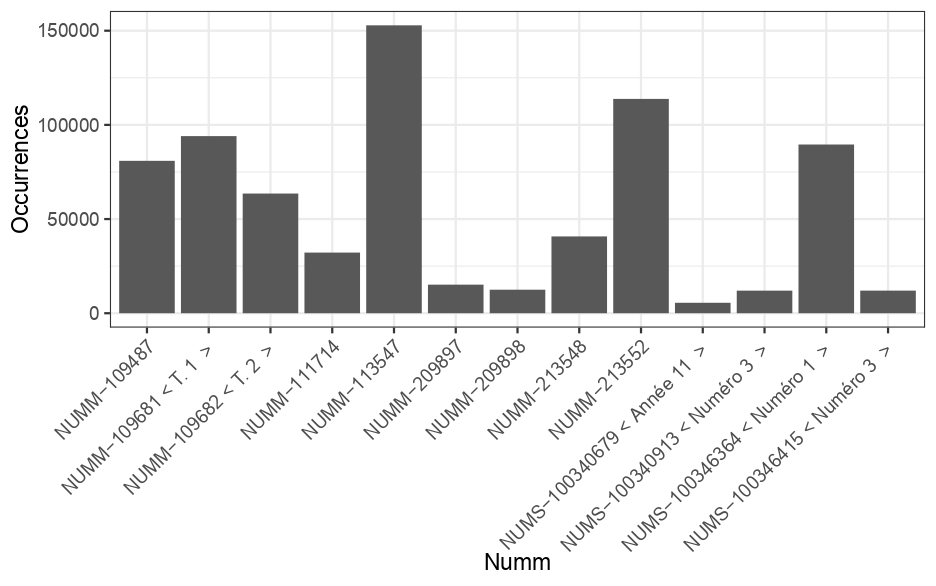 Occurrences
150000
100000
50000
0
NUMM−109487
NUMM−109681 < T. 1 >
NUMM−109682 < T. 2 >
NUMM−111714
NUMM−113547
NUMM−209897
NUMM−209898
NUMM−213548
NUMM−213552
NUMS−100340679 < Année 11 >
NUMS−100340913 < Numéro 3 >
NUMS−100346364 < Numéro 1 >
NUMS−100346415 < Numéro 3 >
Numm